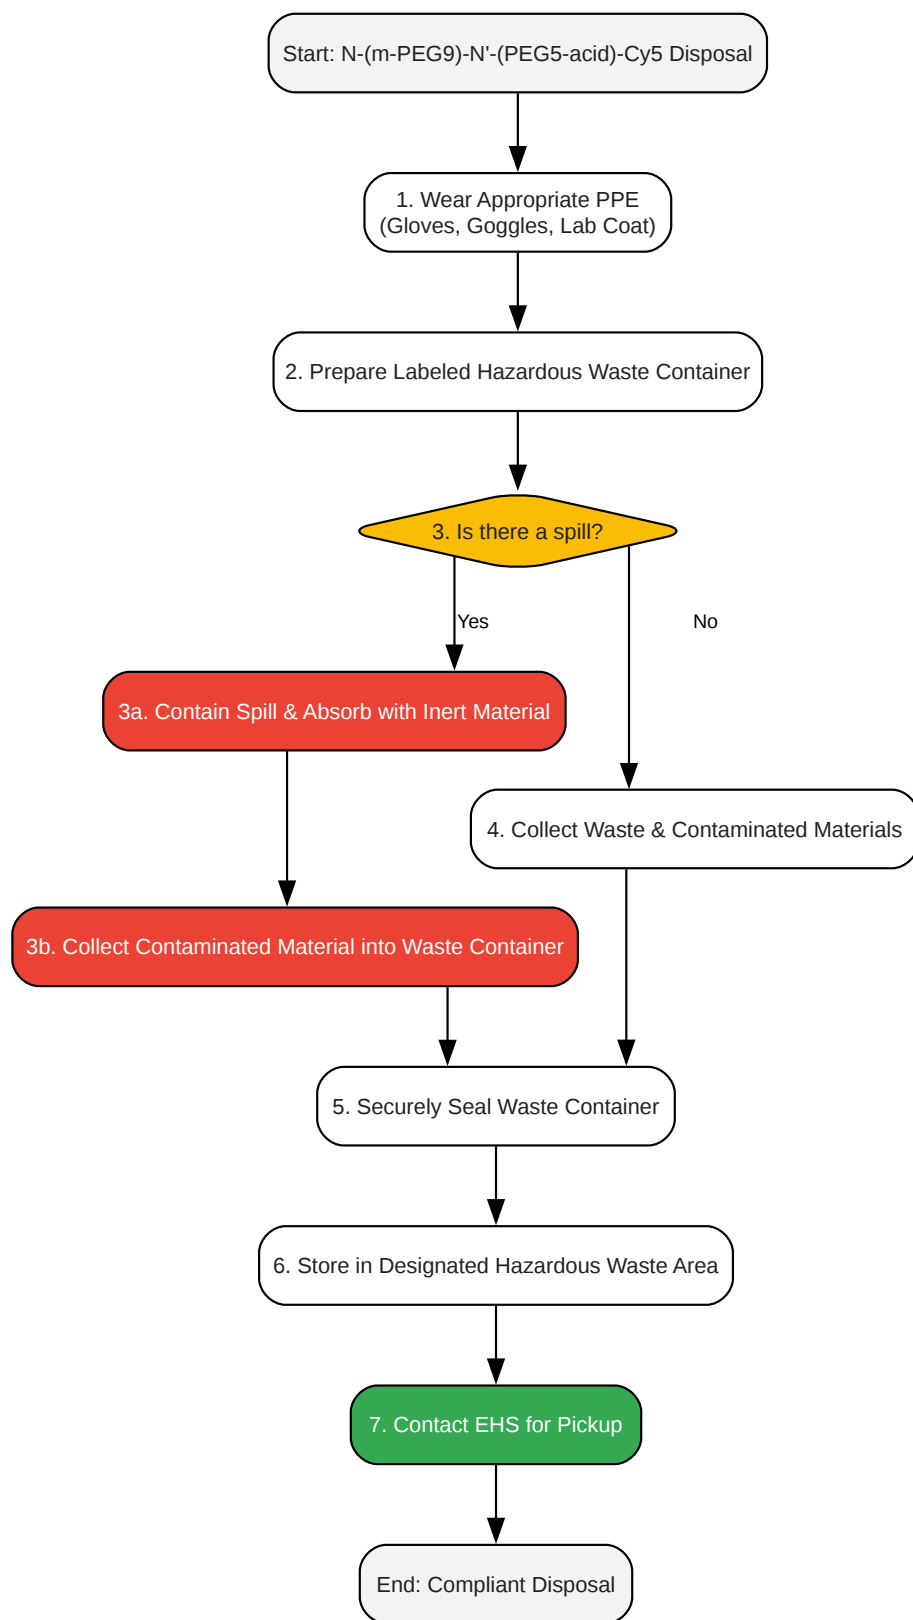 Start: N-(m-PEG9)-N'-(PEG5-acid)-Cy5 Disposal
1. Wear Appropriate PPE
(Gloves, Goggles, Lab Coat)
2. Prepare Labeled Hazardous Waste Container
3. Is there a spill?
Yes
No
3a. Contain Spill & Absorb with Inert Material
4. Collect Waste & Contaminated Materials
3b. Collect Contaminated Material into Waste Container
5. Securely Seal Waste Container
6. Store in Designated Hazardous Waste Area
7. Contact EHS for Pickup
End: Compliant Disposal